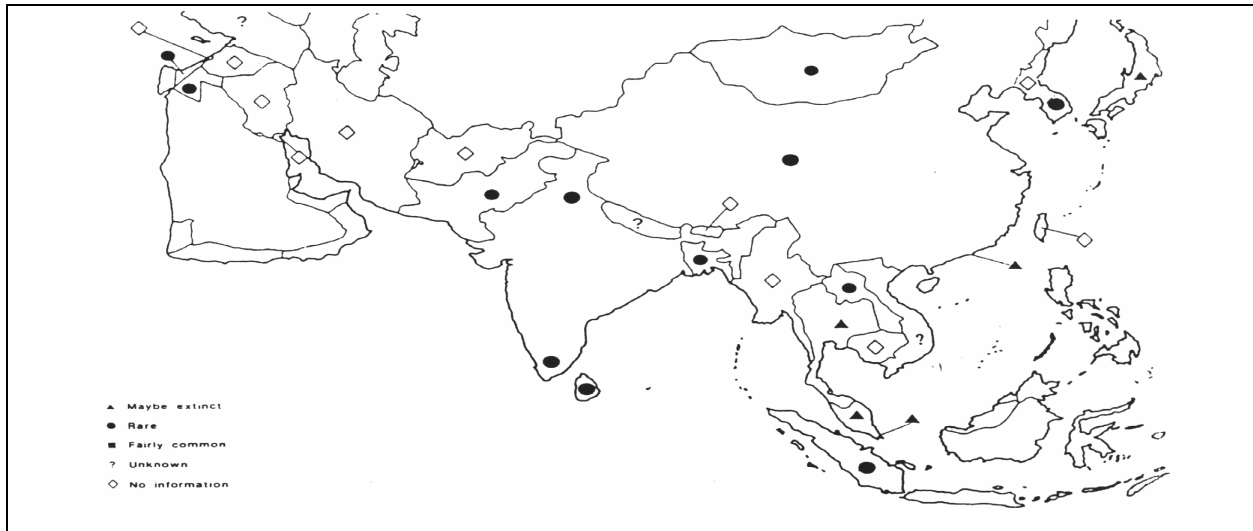 ?
?
?
Maybe extinct
Rare
Fairly common
? Unknown
No information